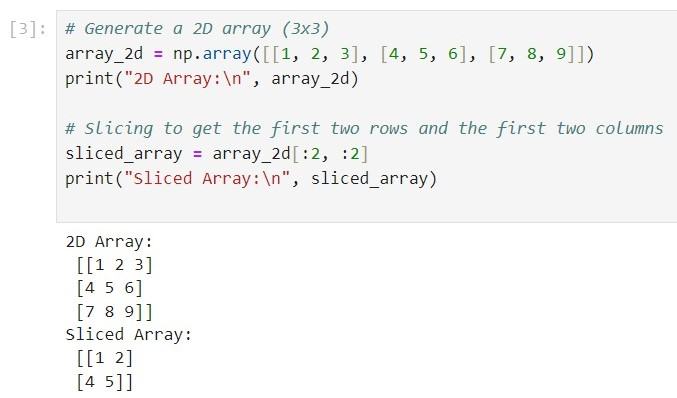 [3]: # Generate a 2D array (3x3)
array_2d = np.array([[1, 2, 3], [4, 5, 6], [7, 8, 9]])
print("2D Array:\n", array_2d)
# Slicing to get the first two rows and the first two columns
sliced_array = array_2d[:2, :2]
print("Sliced Array:\n", sliced_array)
2D Array:
 [[1 2 3]
 [4 5 6]
 [7 8 9]]
Sliced Array:
 [[1 2]
 [4 5]]